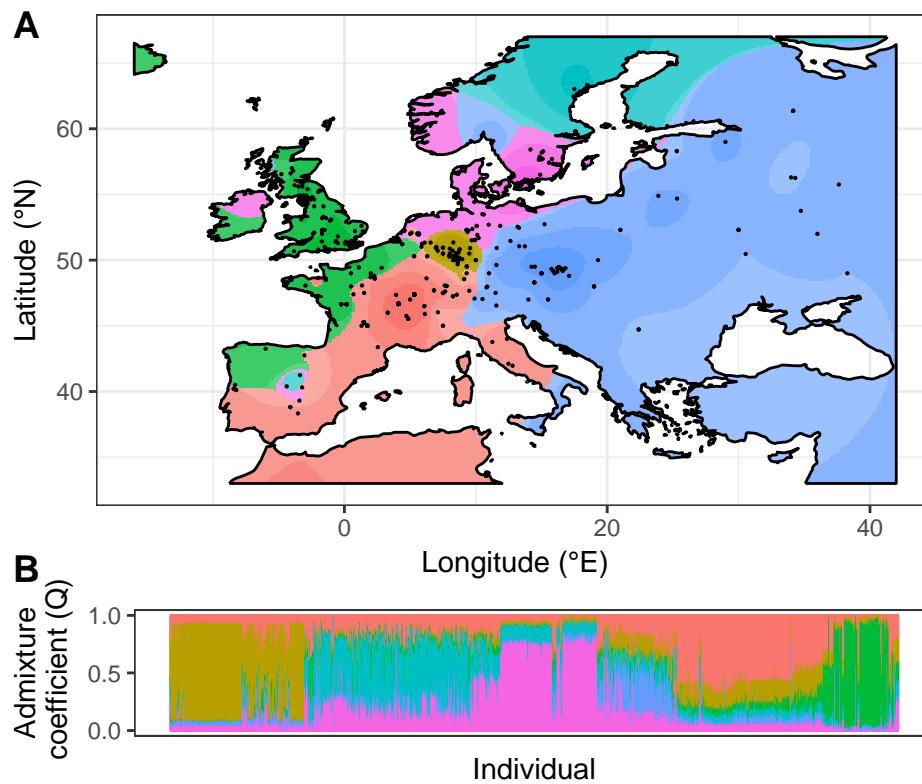 A
Latitude (°N)
60
50
40
0
20
40
Longitude (°E)
B
Admixture
coefficient (Q)
1.0
0.5
0.0
Individual